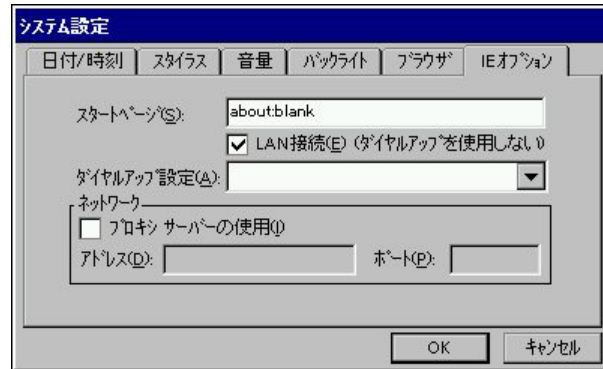 システム設定
日付/時刻 スタイラス 音量 バックライト ブラウザ IEオプション
スタートページ(S): about:blank
LAN接続(E) (ダイヤルアップを使用しない)
ダイヤルアップ設定(A):
ネットワーク
プロキシ サーバーの使用(I)
アドレス(D): ポート(P):
OK キャンセル